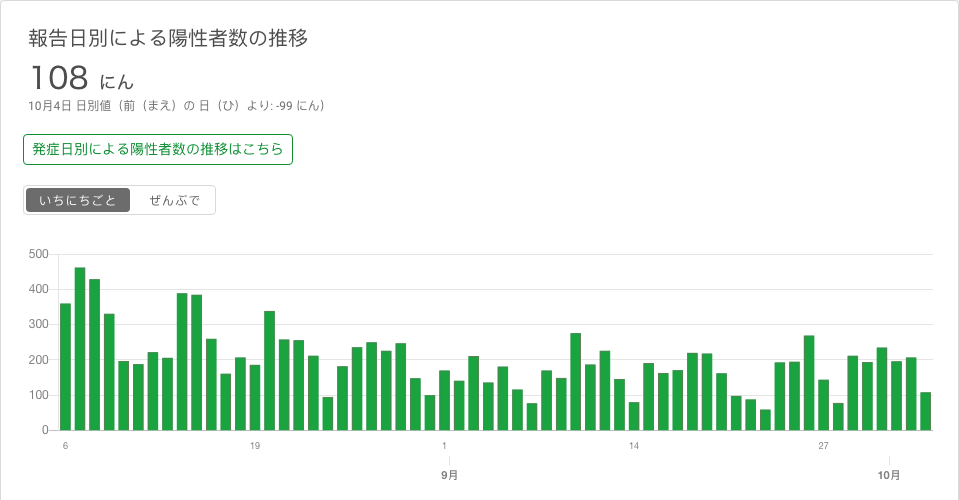 報告日別による陽性者数の推移
108 にん
10月4日 日別値（前（まえ）の 日（ひ）より: -99 にん）
発症日別による陽性者数の推移はこちら
いちにちごと ぜんぶで
500
400
300
200
100
0
6 19 1 14 27
9月 10月